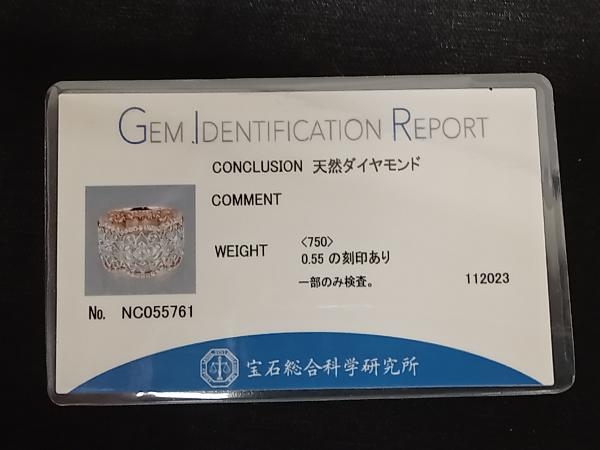 GEM IDENTIFICATION REPORT
CONCLUSION 天然ダイヤモンド
COMMENT
<750>
WEIGHT 0.55 の刻印あり
一部のみ検査。 112023
No. NC055761
宝石総合科学研究所